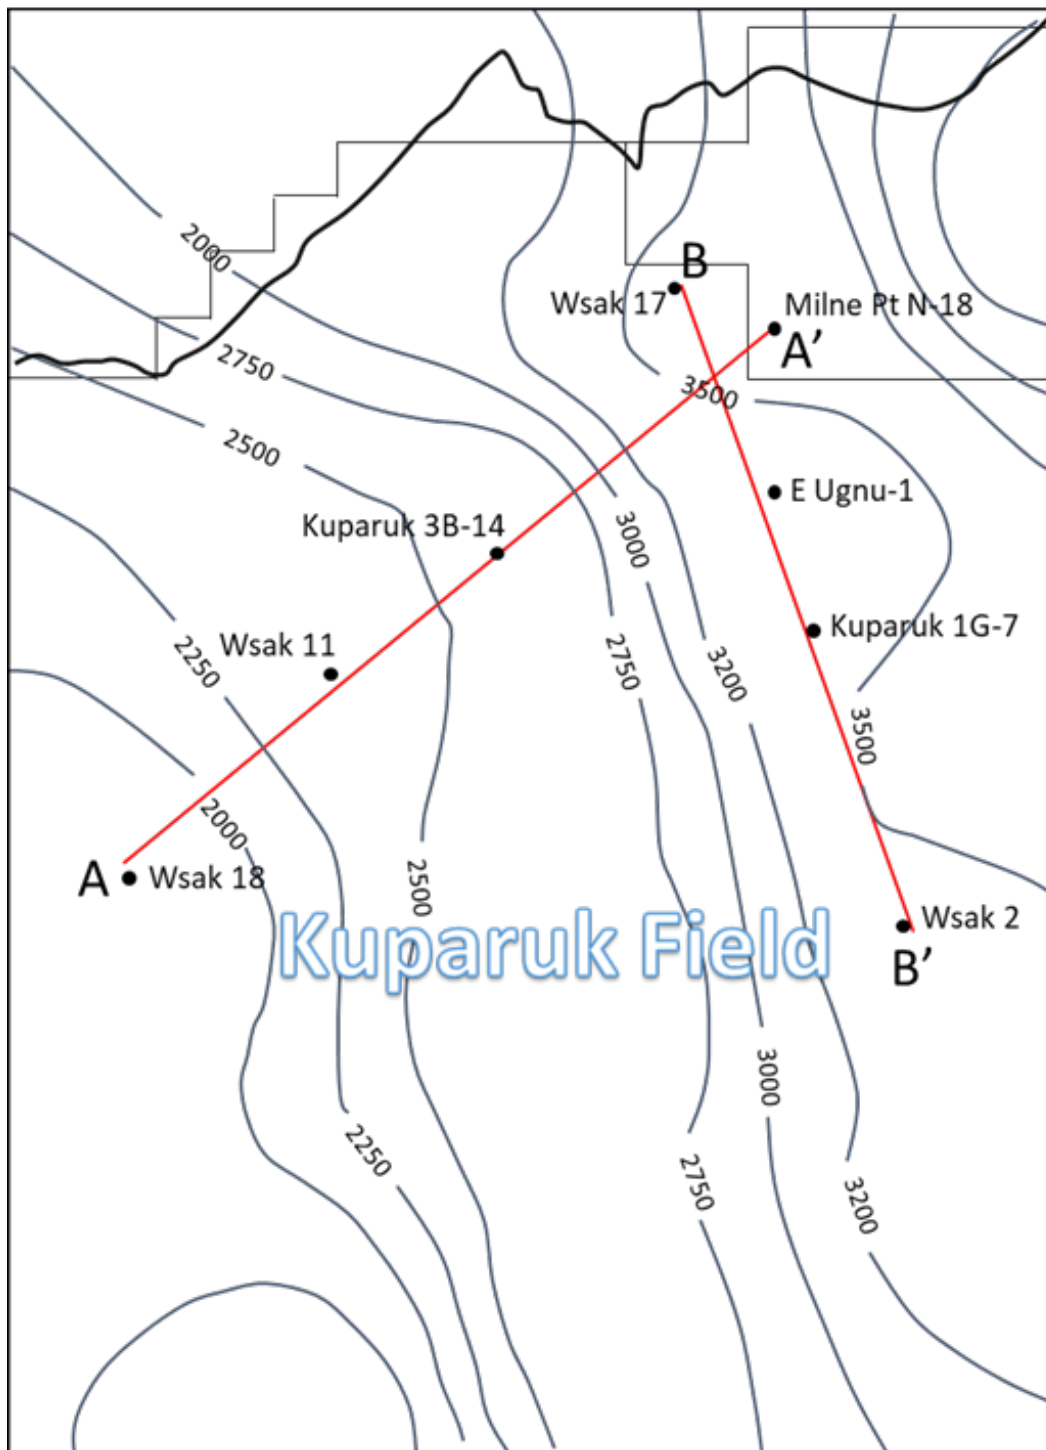 2000
B
Wsak 17
Milne Pt N-18
A’
2750
3500
2500
E Ugnu-1
Kuparuk 3B-14
3000
Kuparuk 1G-7
Wsak 11
2250
2750
3200
3500
2000
A
Wsak 18
2500
Wsak 2
Kuparuk Field
B’
3000
2250
2750
3200